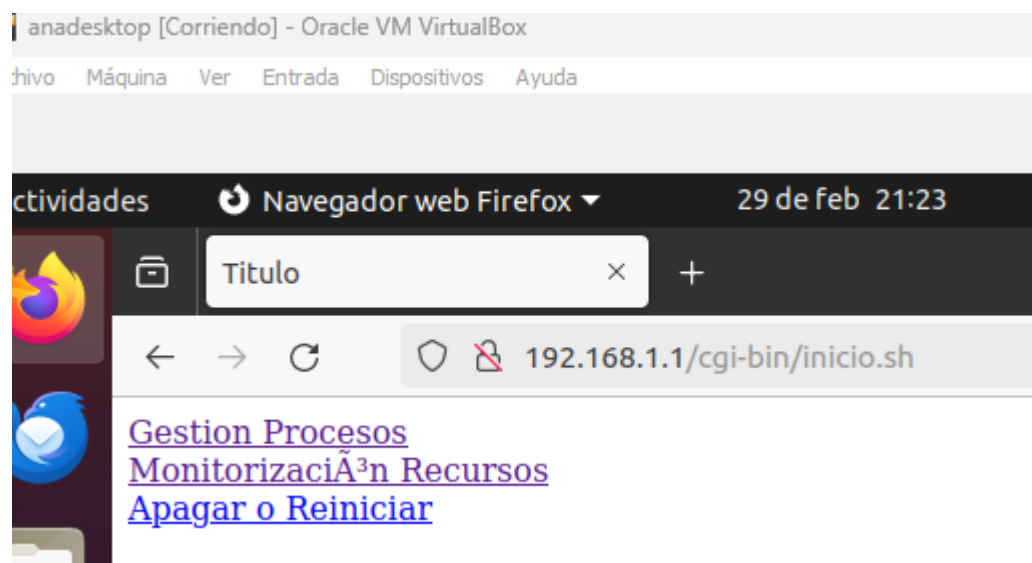 anadesktop [Corriendo] - Oracle VM VirtualBox
chivo Máquina Ver Entrada Dispositivos Ayuda
ctividades Navegador web Firefox 29 de feb 21:23
Titulo
192.168.1.1/cgi-bin/inicio.sh
Gestion Procesos
MonitorizaciÃ³n Recursos
Apagar o Reiniciar